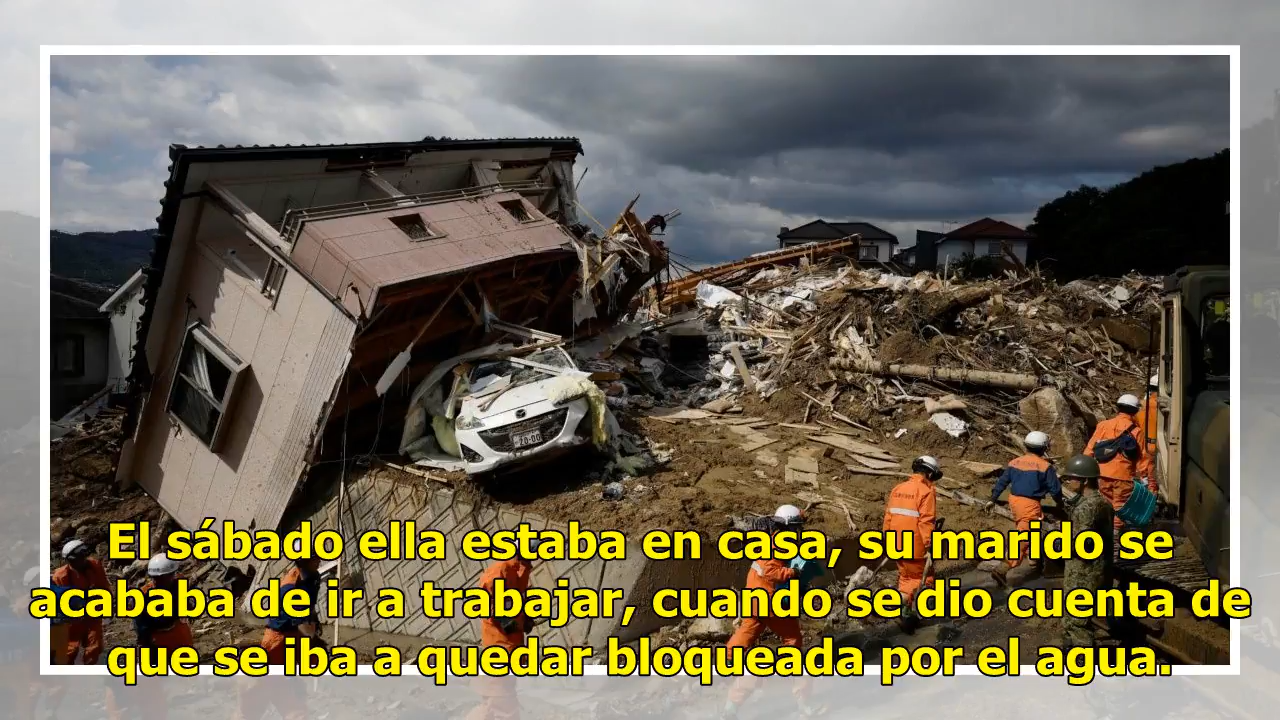 El sábado ella estaba en casa, su marido se
acababa de ir a trabajar, cuando se dio cuenta de
que se iba a quedar bloqueada por el agua.